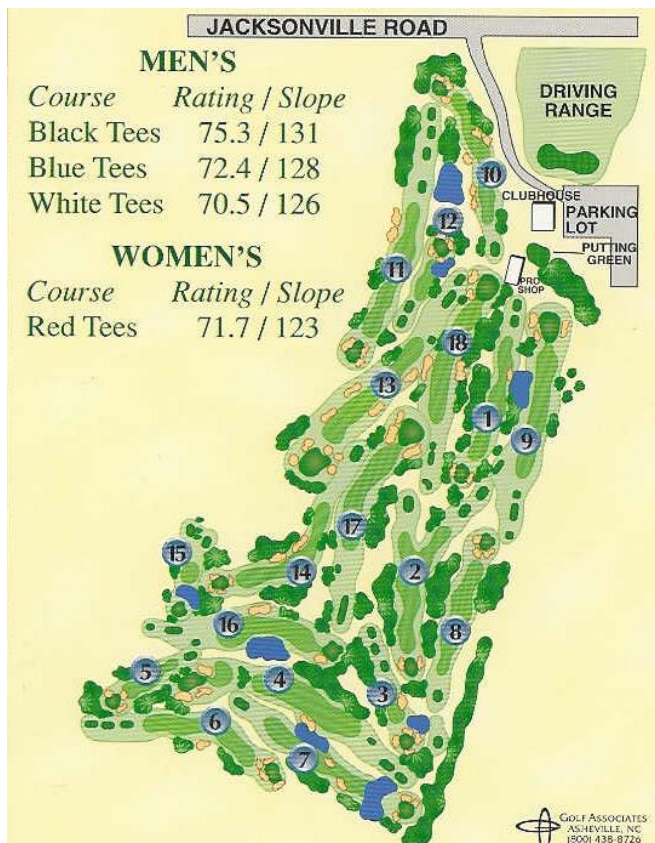 JACKSONVILLE ROAD
MEN'S
Course Rating / Slope
Black Tees 75.3 / 131
Blue Tees 72.4 / 128
White Tees 70.5 / 126
WOMEN'S
Course Rating / Slope
Red Tees 71.7 / 123
DRIVING
RANGE
CLUBHOUSE
PARKING
LOT
PUTTING
GREEN
PRO
SHOP
10
12
11
18
13
1
9
17
15
14
2
16
8
5
4
3
6
7
GOLF ASSOCIATES
ASHEVILLE, NC
(800) 438-8726